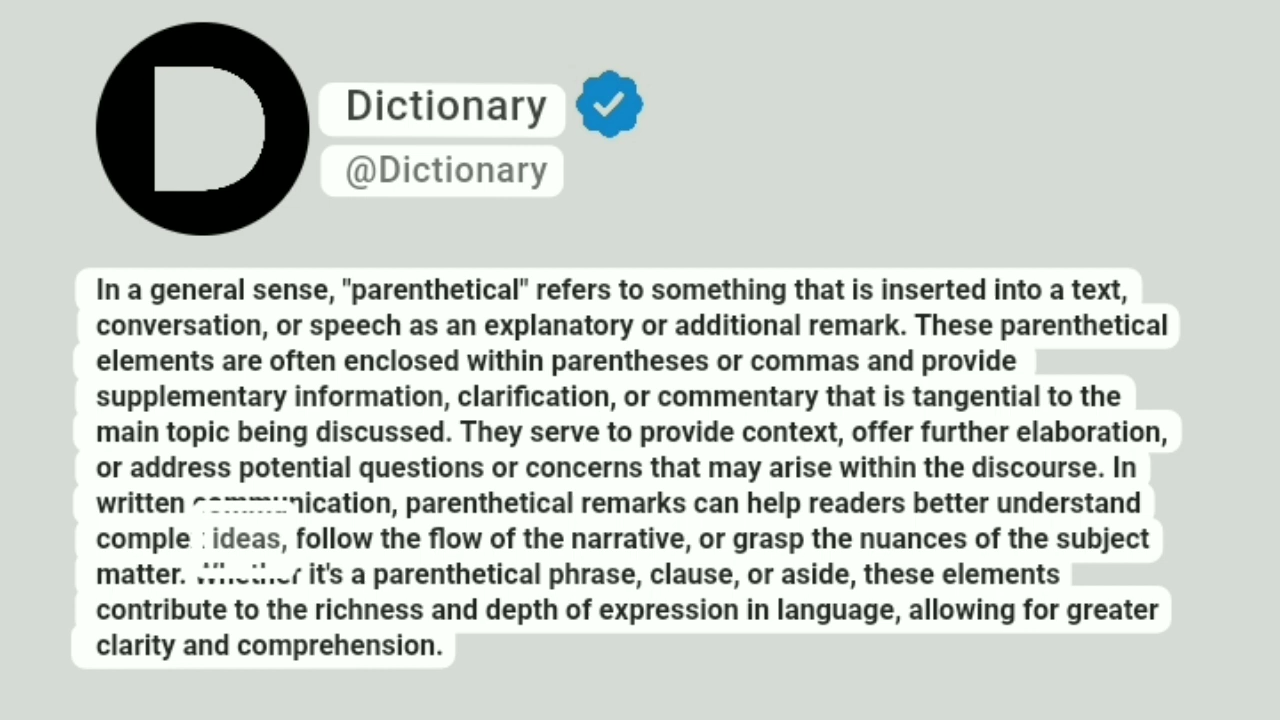 D
Dictionary
@Dictionary
In a general sense, "parenthetical" refers to something that is inserted into a text,
conversation, or speech as an explanatory or additional remark. These parenthetical
elements are often enclosed within parentheses or commas and provide
supplementary information, clarification, or commentary that is tangential to the
main topic being discussed. They serve to provide context, offer further elaboration,
or address potential questions or concerns that may arise within the discourse. In
written communication, parenthetical remarks can help readers better understand
ideas, follow the flow of the narrative, or grasp the nuances of the subject
matter. Whether it's a parenthetical phrase, clause, or aside, these elements
contribute to the richness and depth of expression in language, allowing for greater
clarity and comprehension.